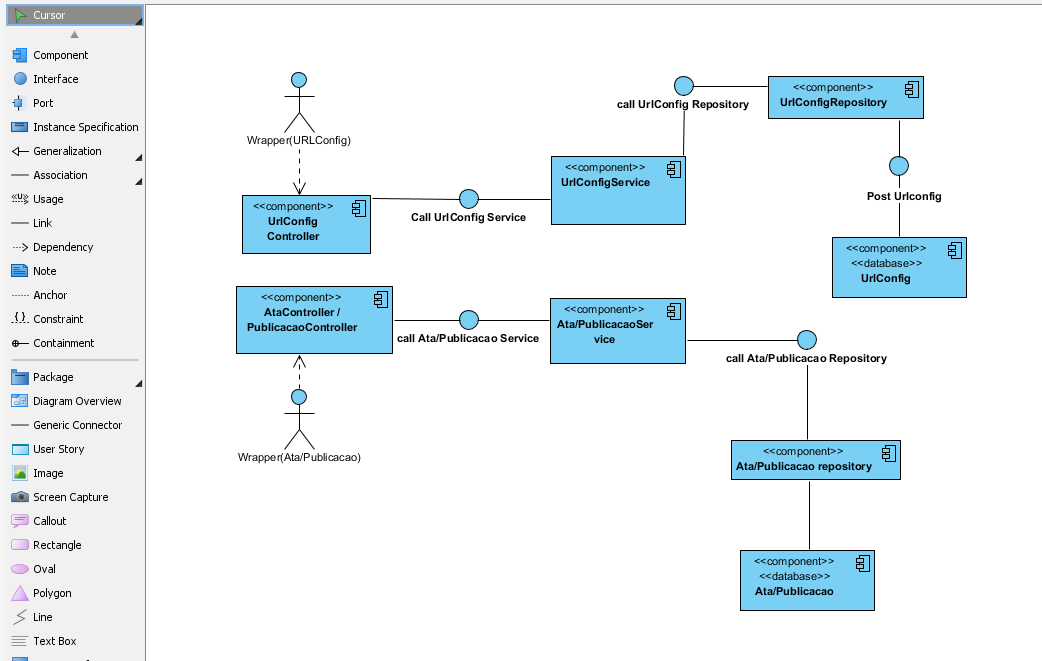 Cursor
Component
Interface
Port
Instance Specification
Generalization
Association
Usage
Link
Dependency
Note
Anchor
Constraint
Containment
Package
Diagram Overview
Generic Connector
User Story
Image
Screen Capture
Callout
Rectangle
Oval
Polygon
Line
Text Box
Wrapper(URLConfig)
<<component>>
UrlConfig
Controller
Call UrlConfig Service
<<component>>
UrlConfigService
call UrlConfig Repository
<<component>>
UrlConfigRepository
Post Urlconfig
<<component>>
<<database>>
UrlConfig
<<component>>
AtaController /
PublicacaoController
call Ata/Publicacao Service
<<component>>
Ata/PublicacaoSer
vice
call Ata/Publicacao Repository
Wrapper(Ata/Publicacao)
<<component>>
Ata/Publicacao repository
<<component>>
<<database>>
Ata/Publicacao